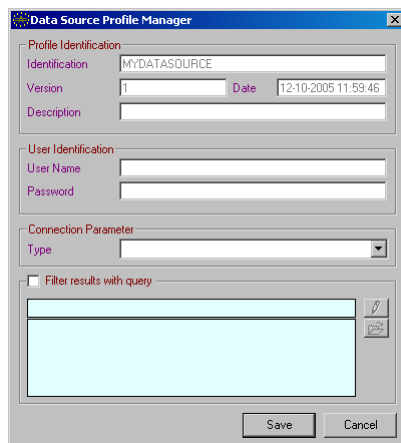 Data Source Profile Manager
Profile Identification
Identification MYDATASOURCE
Version 1 Date 12-10-2005 11:59:46
Description
User Identification
User Name
Password
Connection Parameter
Type
Filter results with query
Save Cancel